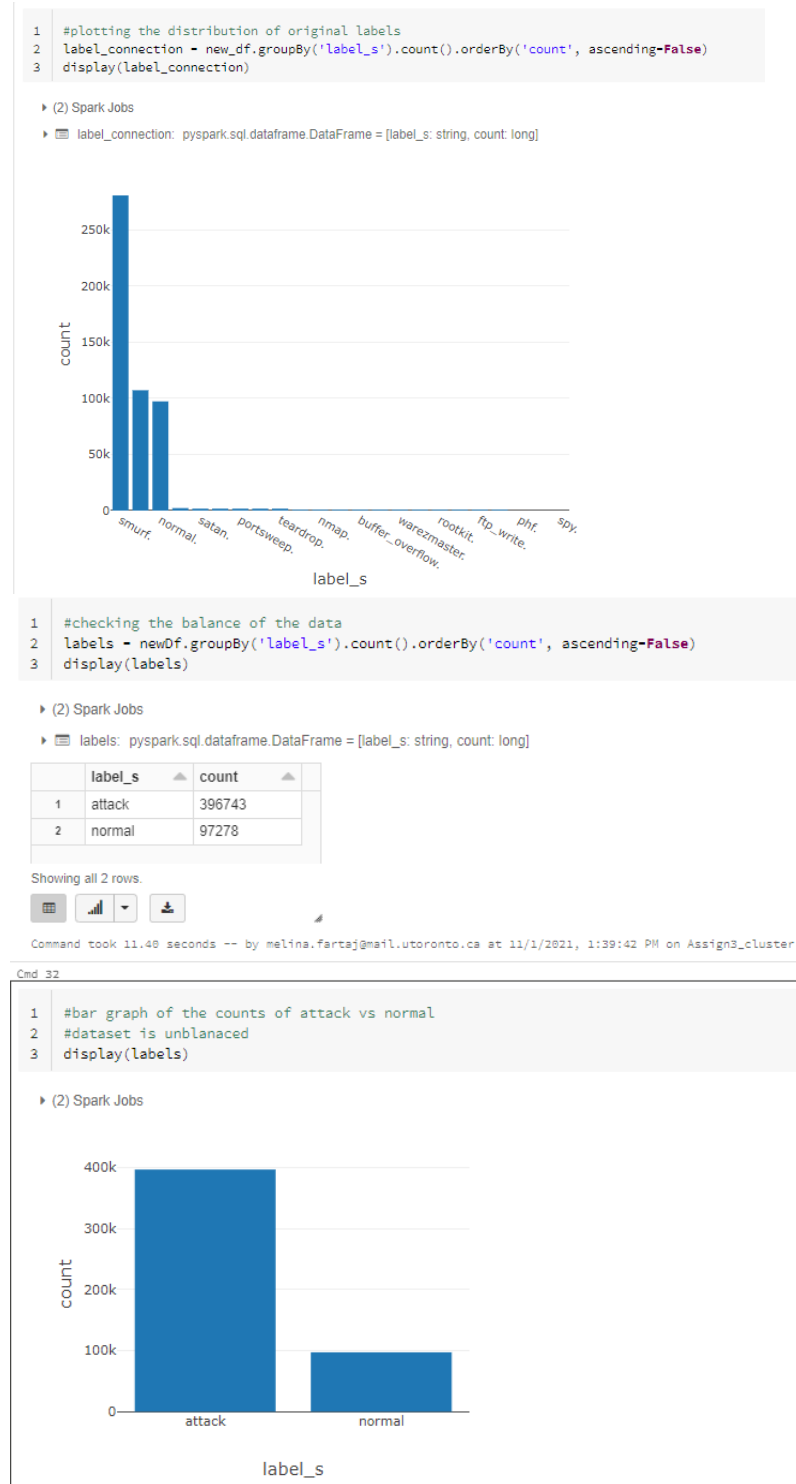 1 #plotting the distribution of original labels
2 label_connection = new_df.groupBy('label_s').count().orderBy('count', ascending=False)
3 display(label_connection)
(2) Spark Jobs
label_connection: pyspark.sql.dataframe.DataFrame = [label_s: string, count: long]
250k
200k
150k
100k
50k
0
count
smurf. normal. satan. portsweep. teardrop. nmap. buffer_overflow. warezmaster. rootkit. ftp_write. phf. spy.
label_s
1 #checking the balance of the data
2 labels = newDf.groupBy('label_s').count().orderBy('count', ascending=False)
3 display(labels)
(2) Spark Jobs
labels: pyspark.sql.dataframe.DataFrame = [label_s: string, count: long]
label_s count
1 attack 396743
2 normal 97278
Showing all 2 rows.
Command took 11.40 seconds -- by melina.fartaj@mail.utoronto.ca at 11/1/2021, 1:39:42 PM on Assign3_cluster
Cmd 32
1 #bar graph of the counts of attack vs normal
2 #dataset is unblanaced
3 display(labels)
(2) Spark Jobs
400k
300k
200k
100k
0
count
attack normal
label_s